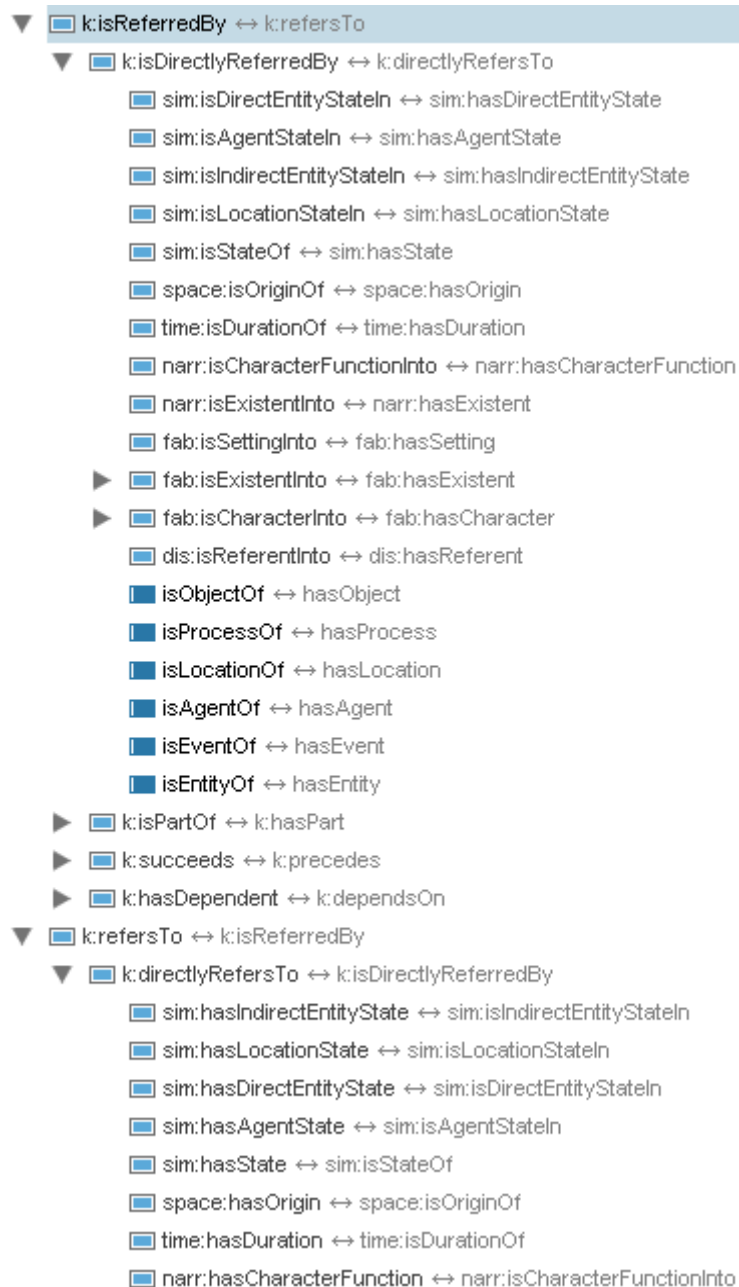 k:isReferredBy ↔ k:refersTo
k:isDirectlyReferredBy ↔ k:directlyRefersTo
sim:isDirectEntityStateIn ↔ sim:hasDirectEntityState
sim:isAgentStateIn ↔ sim:hasAgentState
sim:isIndirectEntityStateIn ↔ sim:hasIndirectEntityState
sim:isLocationStateIn ↔ sim:hasLocationState
sim:isStateOf ↔ sim:hasState
space:isOriginOf ↔ space:hasOrigin
time:isDurationOf ↔ time:hasDuration
narr:isCharacterFunctionInto ↔ narr:hasCharacterFunction
narr:isExistentInto ↔ narr:hasExistent
fab:isSettingInto ↔ fab:hasSetting
fab:isExistentInto ↔ fab:hasExistent
fab:isCharacterInto ↔ fab:hasCharacter
dis:isReferentInto ↔ dis:hasReferent
isObjectOf ↔ hasObject
isProcessOf ↔ hasProcess
isLocationOf ↔ hasLocation
isAgentOf ↔ hasAgent
isEventOf ↔ hasEvent
isEntityOf ↔ hasEntity
k:isPartOf ↔ k:hasPart
k:succeeds ↔ k:precedes
k:hasDependent ↔ k:dependsOn
k:refersTo ↔ k:isReferredBy
k:directlyRefersTo ↔ k:isDirectlyReferredBy
sim:hasIndirectEntityState ↔ sim:isIndirectEntityStateIn
sim:hasLocationState ↔ sim:isLocationStateIn
sim:hasDirectEntityState ↔ sim:isDirectEntityStateIn
sim:hasAgentState ↔ sim:isAgentStateIn
sim:hasState ↔ sim:isStateOf
space:hasOrigin ↔ space:isOriginOf
time:hasDuration ↔ time:isDurationOf
narr:hasCharacterFunction ↔ narr:isCharacterFunctionInto